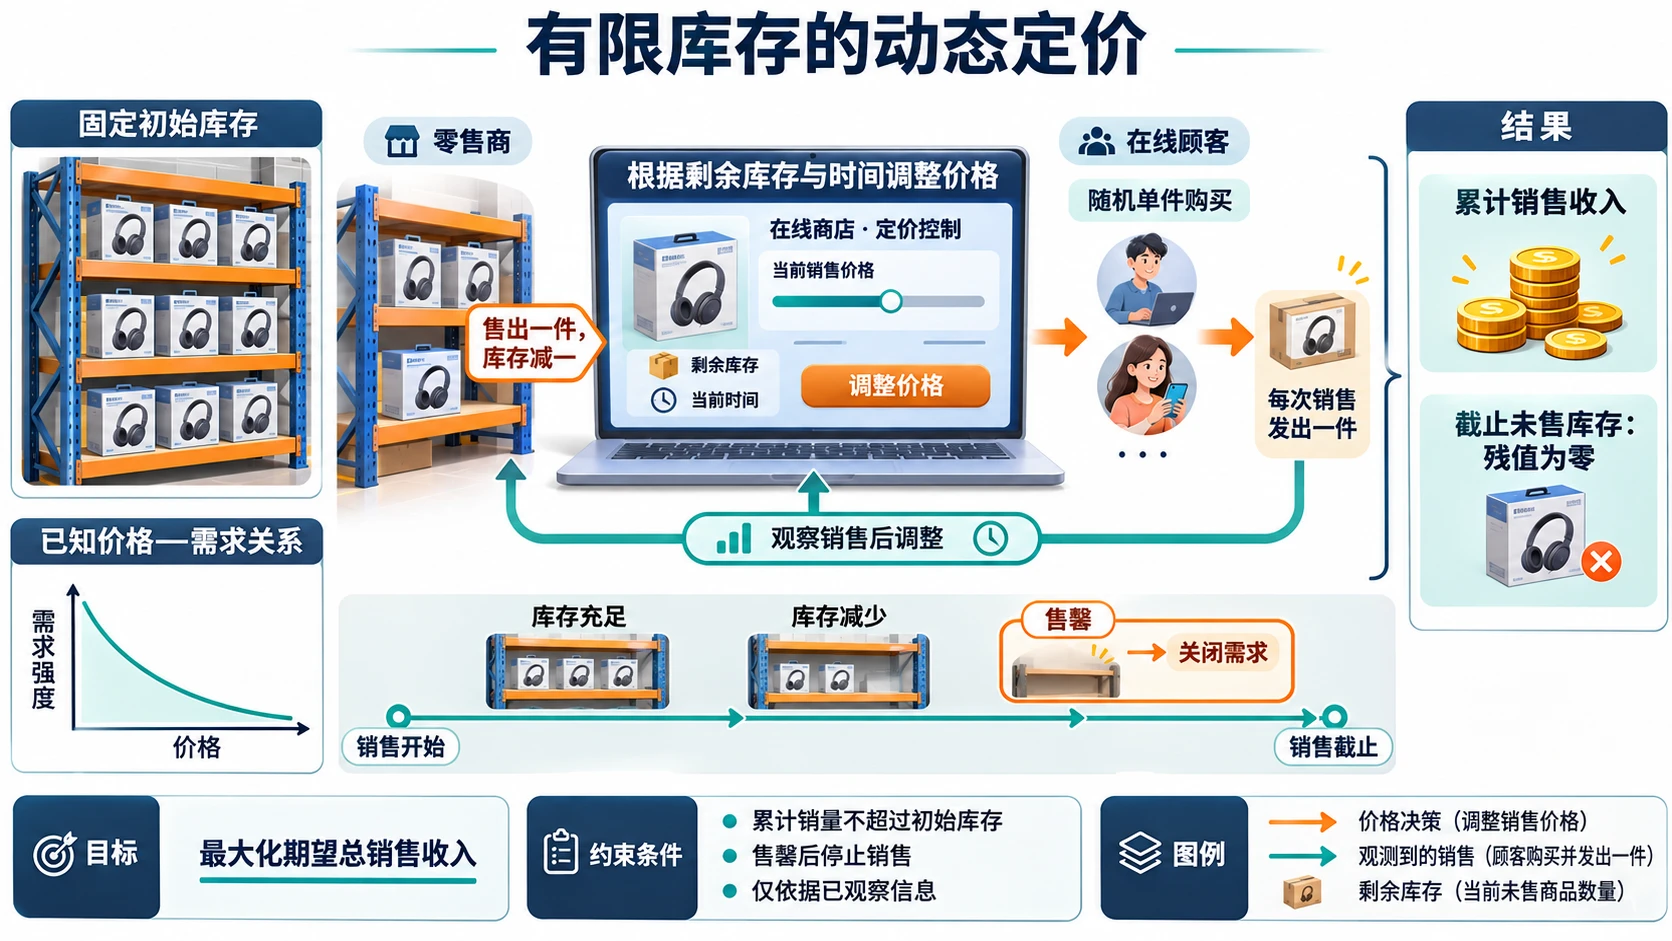 有限库存的动态定价
固定初始库存
零售商
售出一件，
库存减一
根据剩余库存与时间调整价格
在线商店·定价控制
当前销售价格
剩余库存
当前时间
调整价格
在线顾客
随机单件购买
每次销售
发出一件
观察销售后调整
结果
累计销售收入
截止未售库存：
残值为零
已知价格—需求关系
需求强度
价格
库存充足
库存减少
售罄
关闭需求
销售开始
销售截止
目标
最大化期望总销售收入
约束条件
累计销量不超过初始库存
售罄后停止销售
仅依据已观察信息
图例
价格决策（调整销售价格）
观测到的销售（顾客购买并发出一件）
剩余库存（当前未售商品数量）